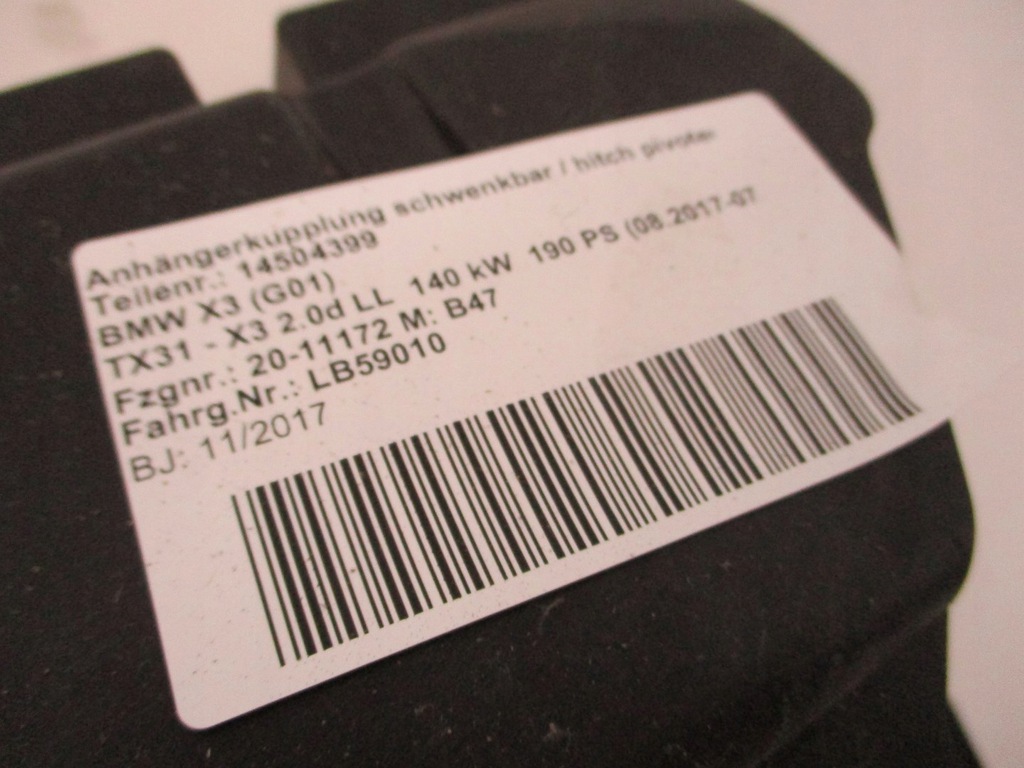 Anhängerkupplung schwenkbar / hitch pivote
Teilenr.: 14504399
BMW X3 (G01)
TX31 - X3 2.0d LL 140 kW 190 PS (08.2017-07
Fzgnr.: 20-11172 M: B47
Fahrg.Nr.: LB59010
BJ: 11/2017